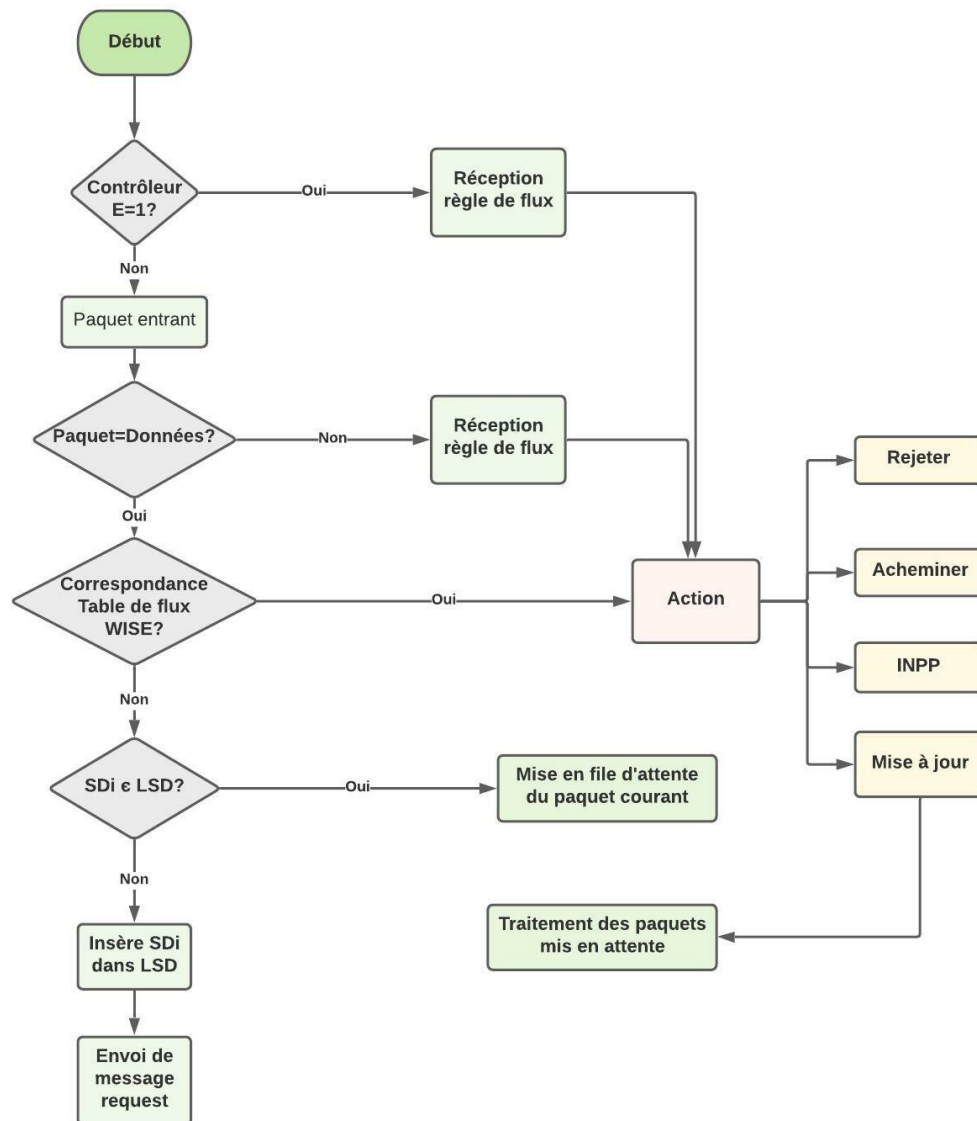 Début
Contrôleur
E=1?
Oui
Réception
règle de flux
Non
Paquet entrant
Paquet=Données?
Non
Réception
règle de flux
Rejeter
Oui
Correspondance
Table de flux
WISE?
Oui
Action
Acheminer
INPP
Non
Mise à jour
SDi є LSD?
Oui
Mise en file d'attente
du paquet courant
Non
Insère SDi
dans LSD
Traitement des paquets
mis en attente
Envoi de
message
request